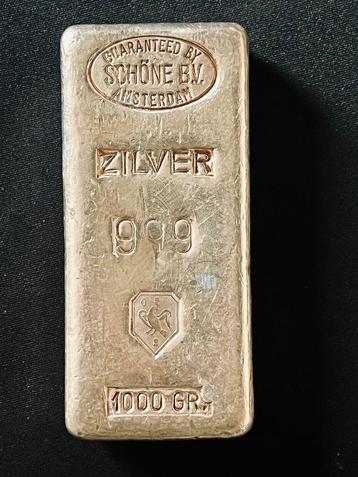 GUARANTEED BY
SCHÖNE B.V.
AMSTERDAM
ZILVER
999
1000 GR.